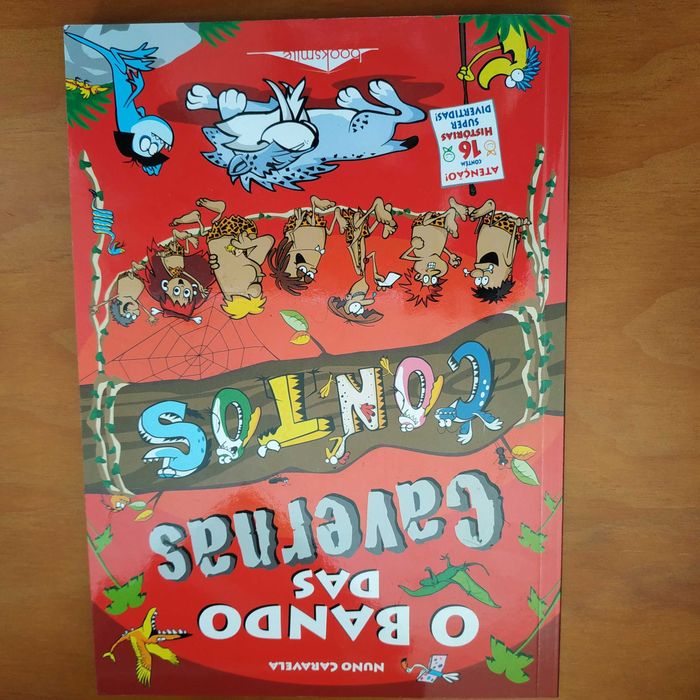 NUNO CARAVELA
O BANDO
DAS
Cavernas
CONTOS
ATENÇÃO!
CONTÉM
16
HISTÓRIAS
SUPER
DIVERTIDAS!
booksmile